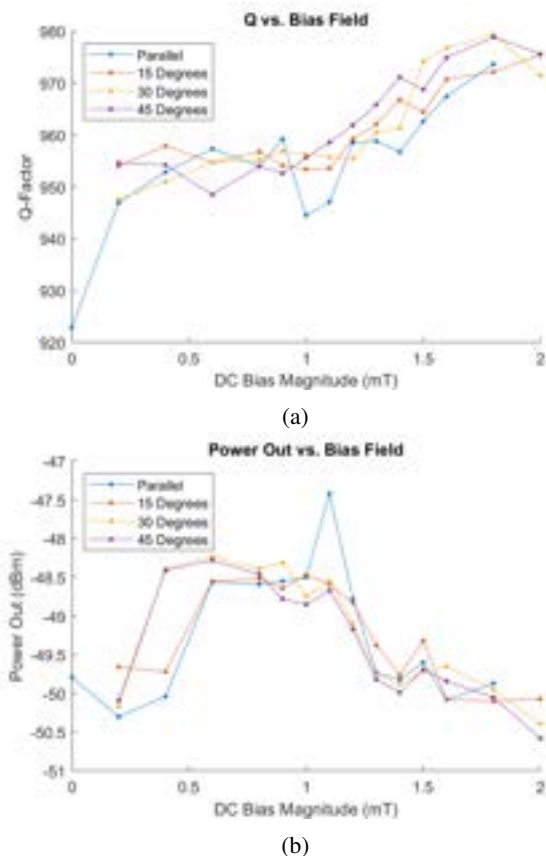 Q vs. Bias Field
980
970
960
950
940
930
920
Q-Factor
Parallel
15 Degrees
30 Degrees
45 Degrees
0
0.5
1
1.5
2
DC Bias Magnitude (mT)
(a)
Power Out vs. Bias Field
-47
-47.5
-48
-48.5
-49
-49.5
-50
-50.5
-51
Power Out (dBm)
Parallel
15 Degrees
30 Degrees
45 Degrees
0
0.5
1
1.5
2
DC Bias Magnitude (mT)
(b)